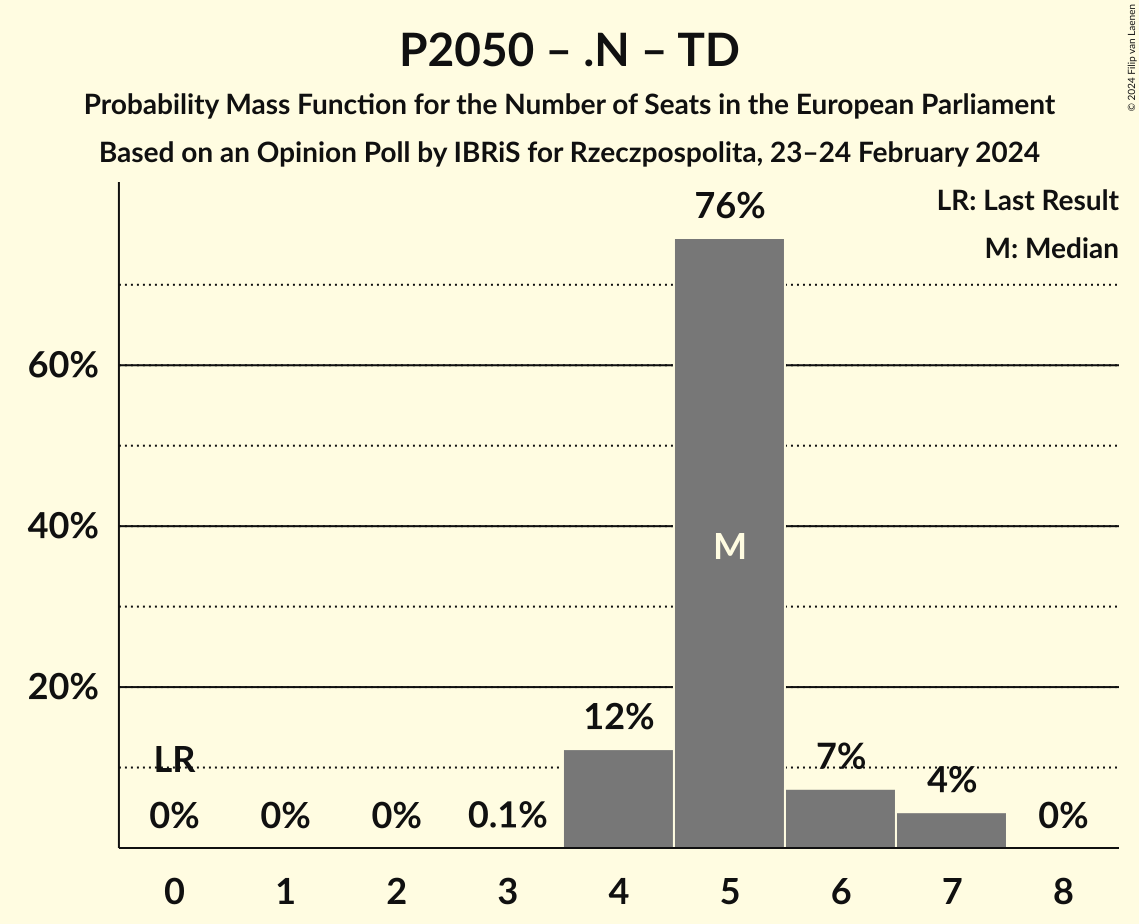 P2050 – .N – TD
Probability Mass Function for the Number of Seats in the European Parliament
Based on an Opinion Poll by IBRiS for Rzeczpospolita, 23–24 February 2024
© 2024 Filip van Laenen
LR: Last Result
M: Median
76%
60%
40%
M
20%
12%
LR
7%
4%
0% 0% 0% 0.1% 0%
0 1 2 3 4 5 6 7 8